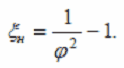 ξ_н = 1/φ² − 1.